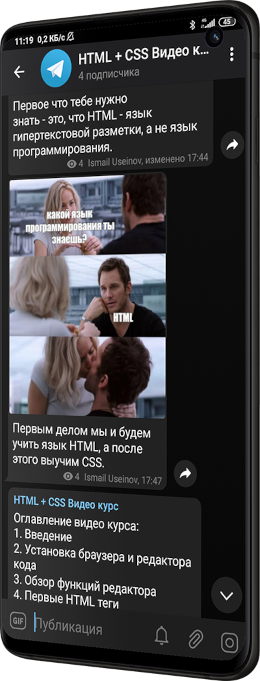 11:19 0,2 КБ/с
45
HTML + CSS Видео к...
4 подписчика
Первое что тебе нужно
знать - это, что HTML - язык
гипертекстовой разметки, а не язык
программирования.
4 Ismail Useinov, изменено 17:44
какой язык
программирования ты
знаешь?
HTML
Первым делом мы и будем
учить язык HTML, а после
этого выучим CSS.
4 Ismail Useinov, 17:47
HTML + CSS Видео курс
Оглавление видео курса:
1. Введение
2. Установка браузера и редактора
кода
3. Обзор функций редактора
4. Первые HTML теги
GIF
Публикация